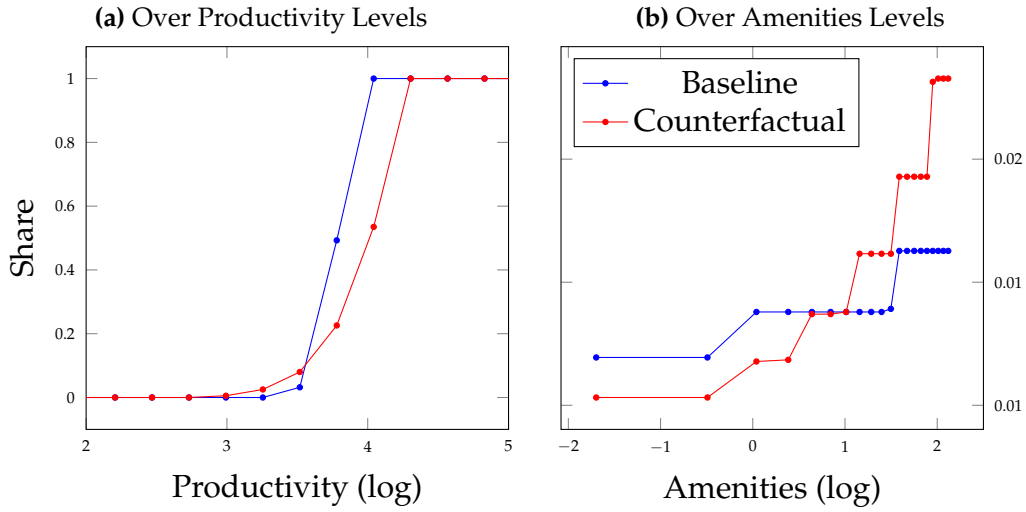 (a) Over Productivity Levels
1
0.8
0.6
0.4
0.2
0
2 3 4 5
Share
Productivity (log)
(b) Over Amenities Levels
Baseline
Counterfactual
0.02
0.01
0.01
−2 −1 0 1 2
Amenities (log)